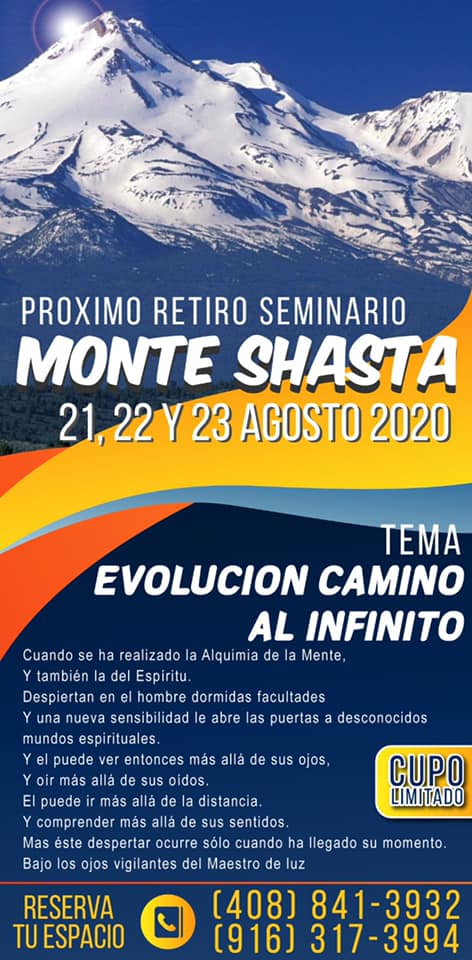 PROXIMO RETIRO SEMINARIO
MONTE SHASTA
21, 22 Y 23 AGOSTO 2020
TEMA
EVOLUCION CAMINO
AL INFINITO
Cuando se ha realizado la Alquimia de la Mente,
Y también la del Espiritu.
Despiertan en el hombre dormidas facultades
Y una nueva sensibilidad le abre las puertas a desconocidos
mundos espirituales.
Y el puede ver entonces más allá de sus ojos,
Y oir más allá de sus oídos.
El puede ir más allá de la distancia.
Y comprender más allá de sus sentidos.
Mas éste despertar ocurre sólo cuando ha llegado su momento.
Bajo los ojos vigilantes del Maestro de luz
CUPO
LIMITADO
RESERVA
TU ESPACIO
(408) 841-3932
(916) 317-3994